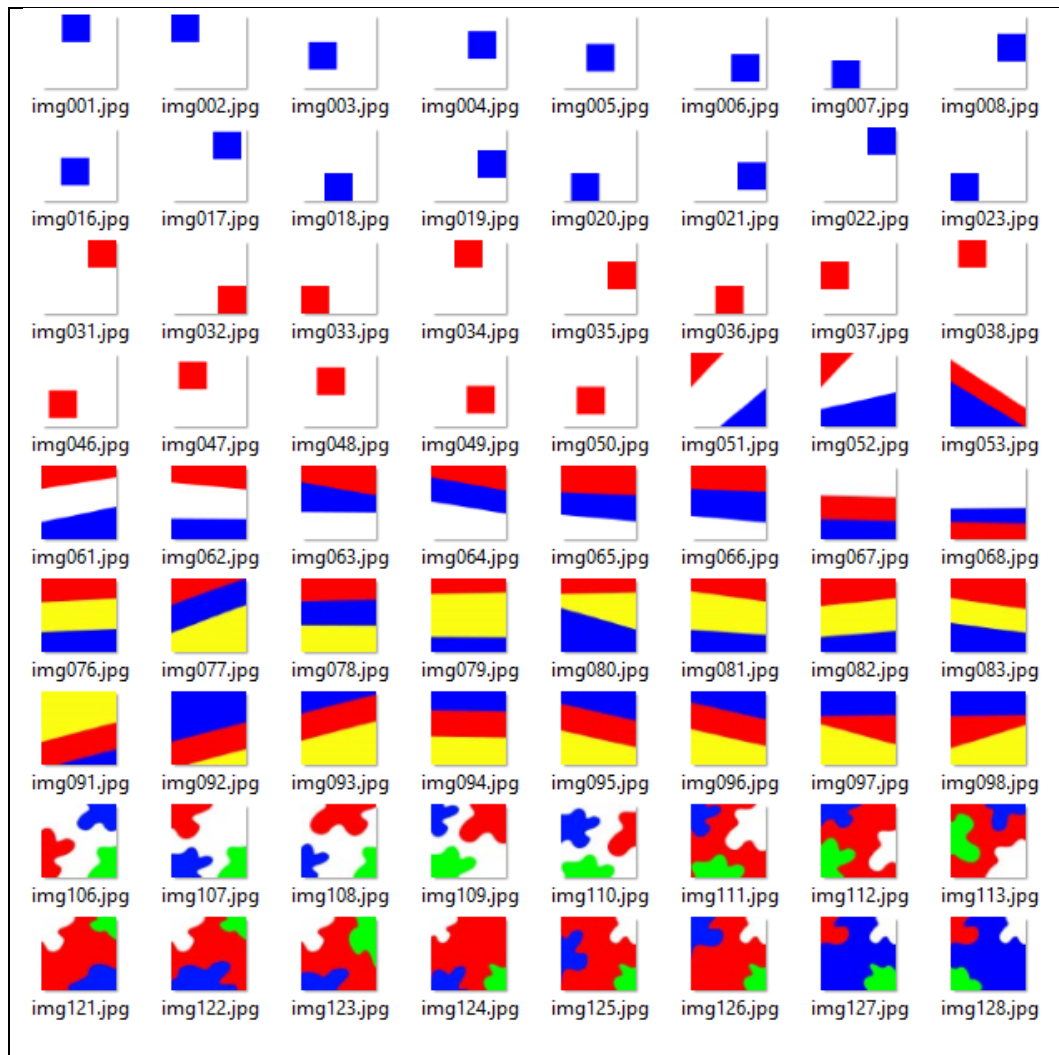 img001.jpg img002.jpg img003.jpg img004.jpg img005.jpg img006.jpg img007.jpg img008.jpg
img016.jpg img017.jpg img018.jpg img019.jpg img020.jpg img021.jpg img022.jpg img023.jpg
img031.jpg img032.jpg img033.jpg img034.jpg img035.jpg img036.jpg img037.jpg img038.jpg
img046.jpg img047.jpg img048.jpg img049.jpg img050.jpg img051.jpg img052.jpg img053.jpg
img061.jpg img062.jpg img063.jpg img064.jpg img065.jpg img066.jpg img067.jpg img068.jpg
img076.jpg img077.jpg img078.jpg img079.jpg img080.jpg img081.jpg img082.jpg img083.jpg
img091.jpg img092.jpg img093.jpg img094.jpg img095.jpg img096.jpg img097.jpg img098.jpg
img106.jpg img107.jpg img108.jpg img109.jpg img110.jpg img111.jpg img112.jpg img113.jpg
img121.jpg img122.jpg img123.jpg img124.jpg img125.jpg img126.jpg img127.jpg img128.jpg